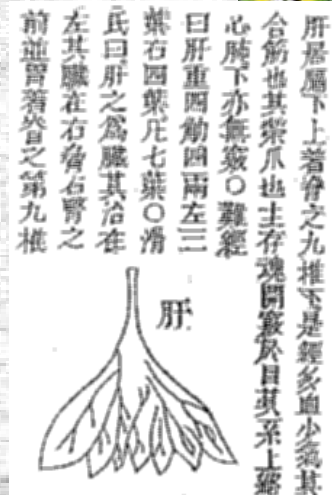 肝居膈下上着脊之九椎下是經多血少氣其
合筋也其榮爪也主存魂開竅於目其系上絡
心肺下亦無竅○難經
曰肝重四觔四兩左三
葉右四葉凡七葉○滑
氏曰肝之爲臟其治在
左其臟在右脅右腎之
前並胃着脊之第九椎
肝